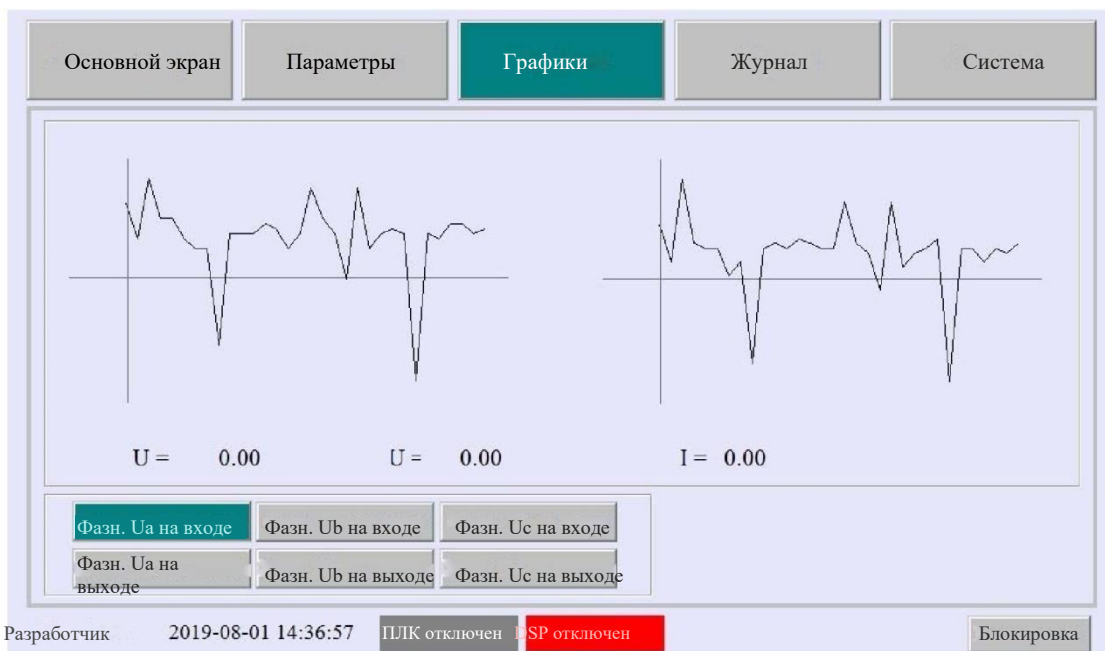 Основной экран
Параметры
Графики
Журнал
Система
U = 0.00
U = 0.00
I = 0.00
Фазн. Ua на входе
Фазн. Ub на входе
Фазн. Uc на входе
Фазн. Ua на
выходе
Фазн. Ub на выходе
Фазн. Uc на выходе
Разработчик
2019-08-01 14:36:57
ПЛК отключен
DSP отключен
Блокировка